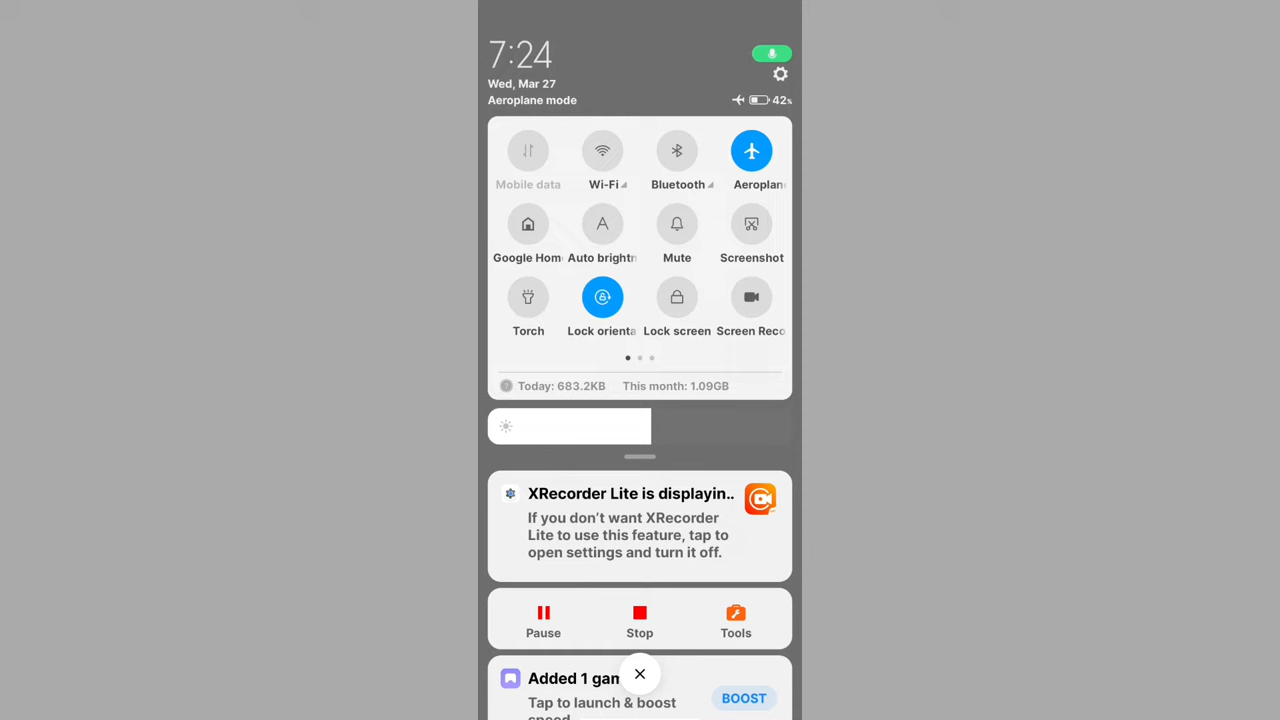 7:24
Wed, Mar 27
Aeroplane mode
42%
Mobile data
Wi-Fi
Bluetooth
Aeroplan
Google Hom
Auto brightn
Mute
Screenshot
Torch
Lock orienta
Lock screen
Screen Reco
Today: 683.2KB This month: 1.09GB
XRecorder Lite is displayin..
If you don't want XRecorder
Lite to use this feature, tap to
open settings and turn it off.
Pause
Stop
Tools
Added 1 gam
Tap to launch & boost
speed
BOOST